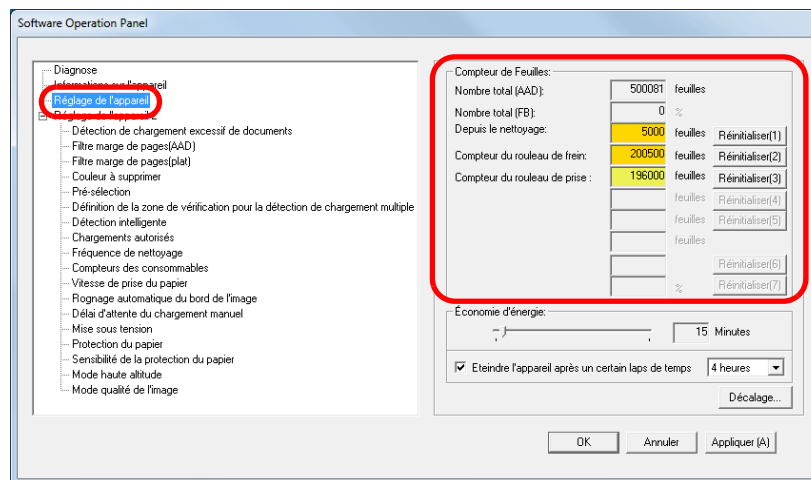 Software Operation Panel
Diagnose
Informations sur l'appareil
Réglage de l'appareil
Réglage de l'appareil 2
Détection de chargement excessif de documents
Filtre marge de pages(AAD)
Filtre marge de pages(plat)
Couleur à supprimer
Pré-sélection
Définition de la zone de vérification pour la détection de chargement multiple
Détection intelligente
Chargements autorisés
Fréquence de nettoyage
Compteurs des consommables
Vitesse de prise du papier
Rognage automatique du bord de l'image
Délai d'attente du chargement manuel
Mise sous tension
Protection du papier
Sensibilité de la protection du papier
Mode haute altitude
Mode qualité de l'image
Compteur de Feuilles:
Nombre total (AAD): 500081 feuilles
Nombre total (FB): 0 %
Depuis le nettoyage: 5000 feuilles Réinitialiser(1)
Compteur du rouleau de frein: 200500 feuilles Réinitialiser(2)
Compteur du rouleau de prise : 196000 feuilles Réinitialiser(3)
feuilles Réinitialiser(4)
feuilles Réinitialiser(5)
feuilles
Réinitialiser(6)
% Réinitialiser(7)
Économie d'énergie:
15 Minutes
Eteindre l'appareil après un certain laps de temps 4 heures
Décalage...
OK Annuler Appliquer (A)